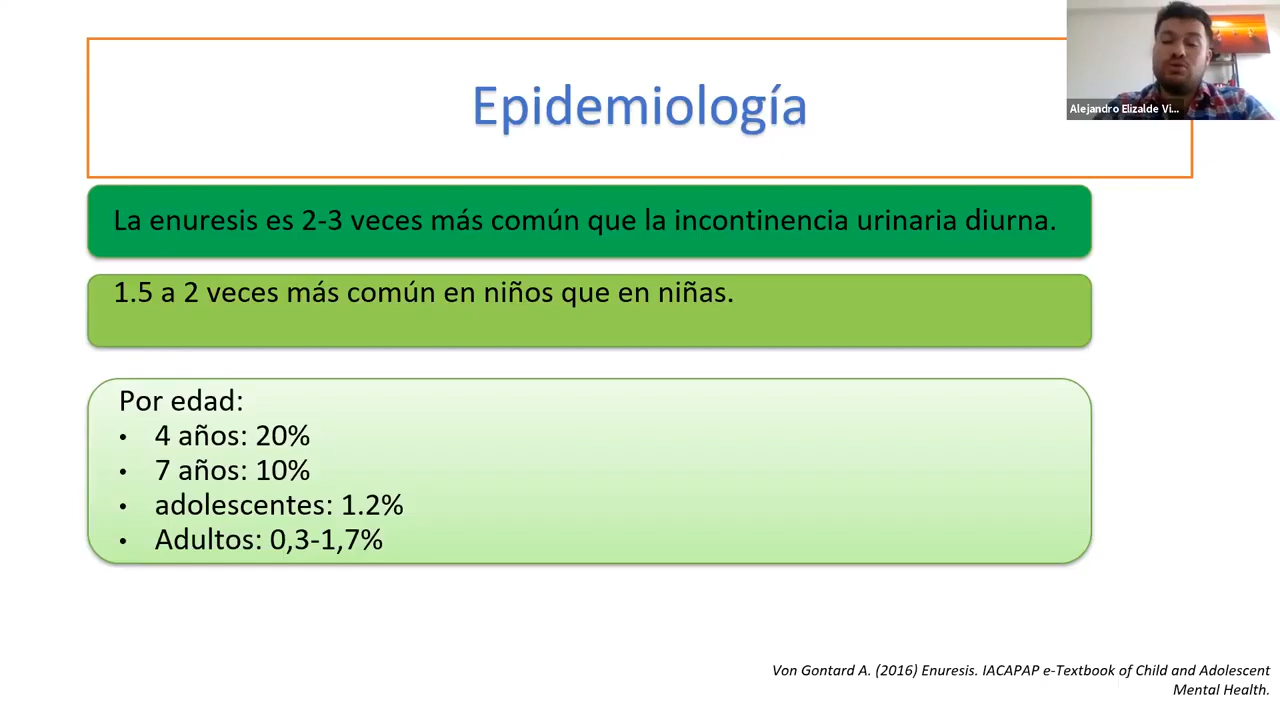 Epidemiología
Alejandro Elizalde Vi...
La enuresis es 2-3 veces más común que la incontinencia urinaria diurna.
1.5 a 2 veces más común en niños que en niñas.
Por edad:
• 4 años: 20%
• 7 años: 10%
• adolescentes: 1.2%
• Adultos: 0,3-1,7%
Von Gontard A. (2016) Enuresis. IACAPAP e-Textbook of Child and Adolescent
Mental Health.